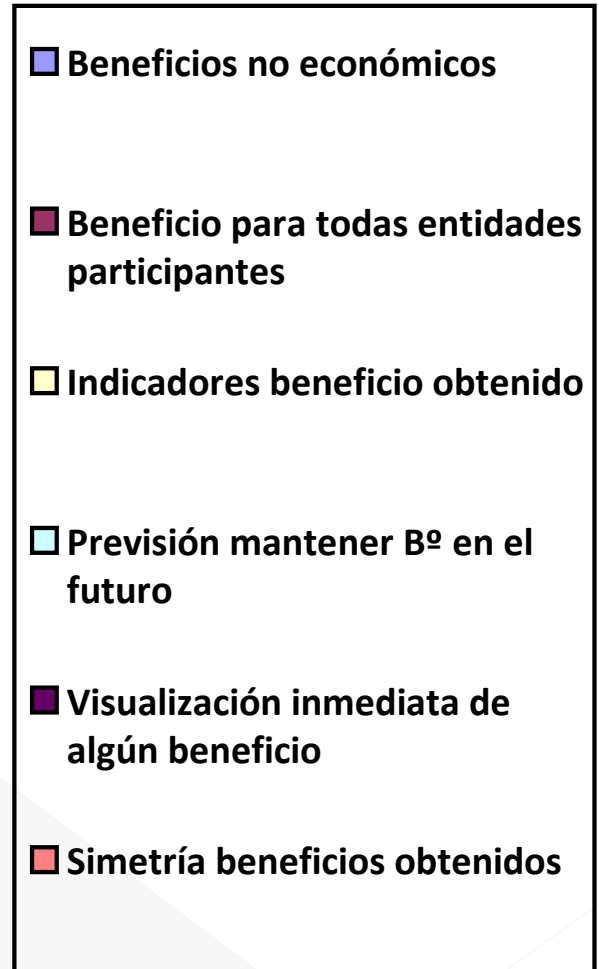 Beneficios no económicos
Beneficio para todas entidades
participantes
Indicadores beneficio obtenido
Previsión mantener Bº en el
futuro
Visualización inmediata de
algún beneficio
Simetría beneficios obtenidos